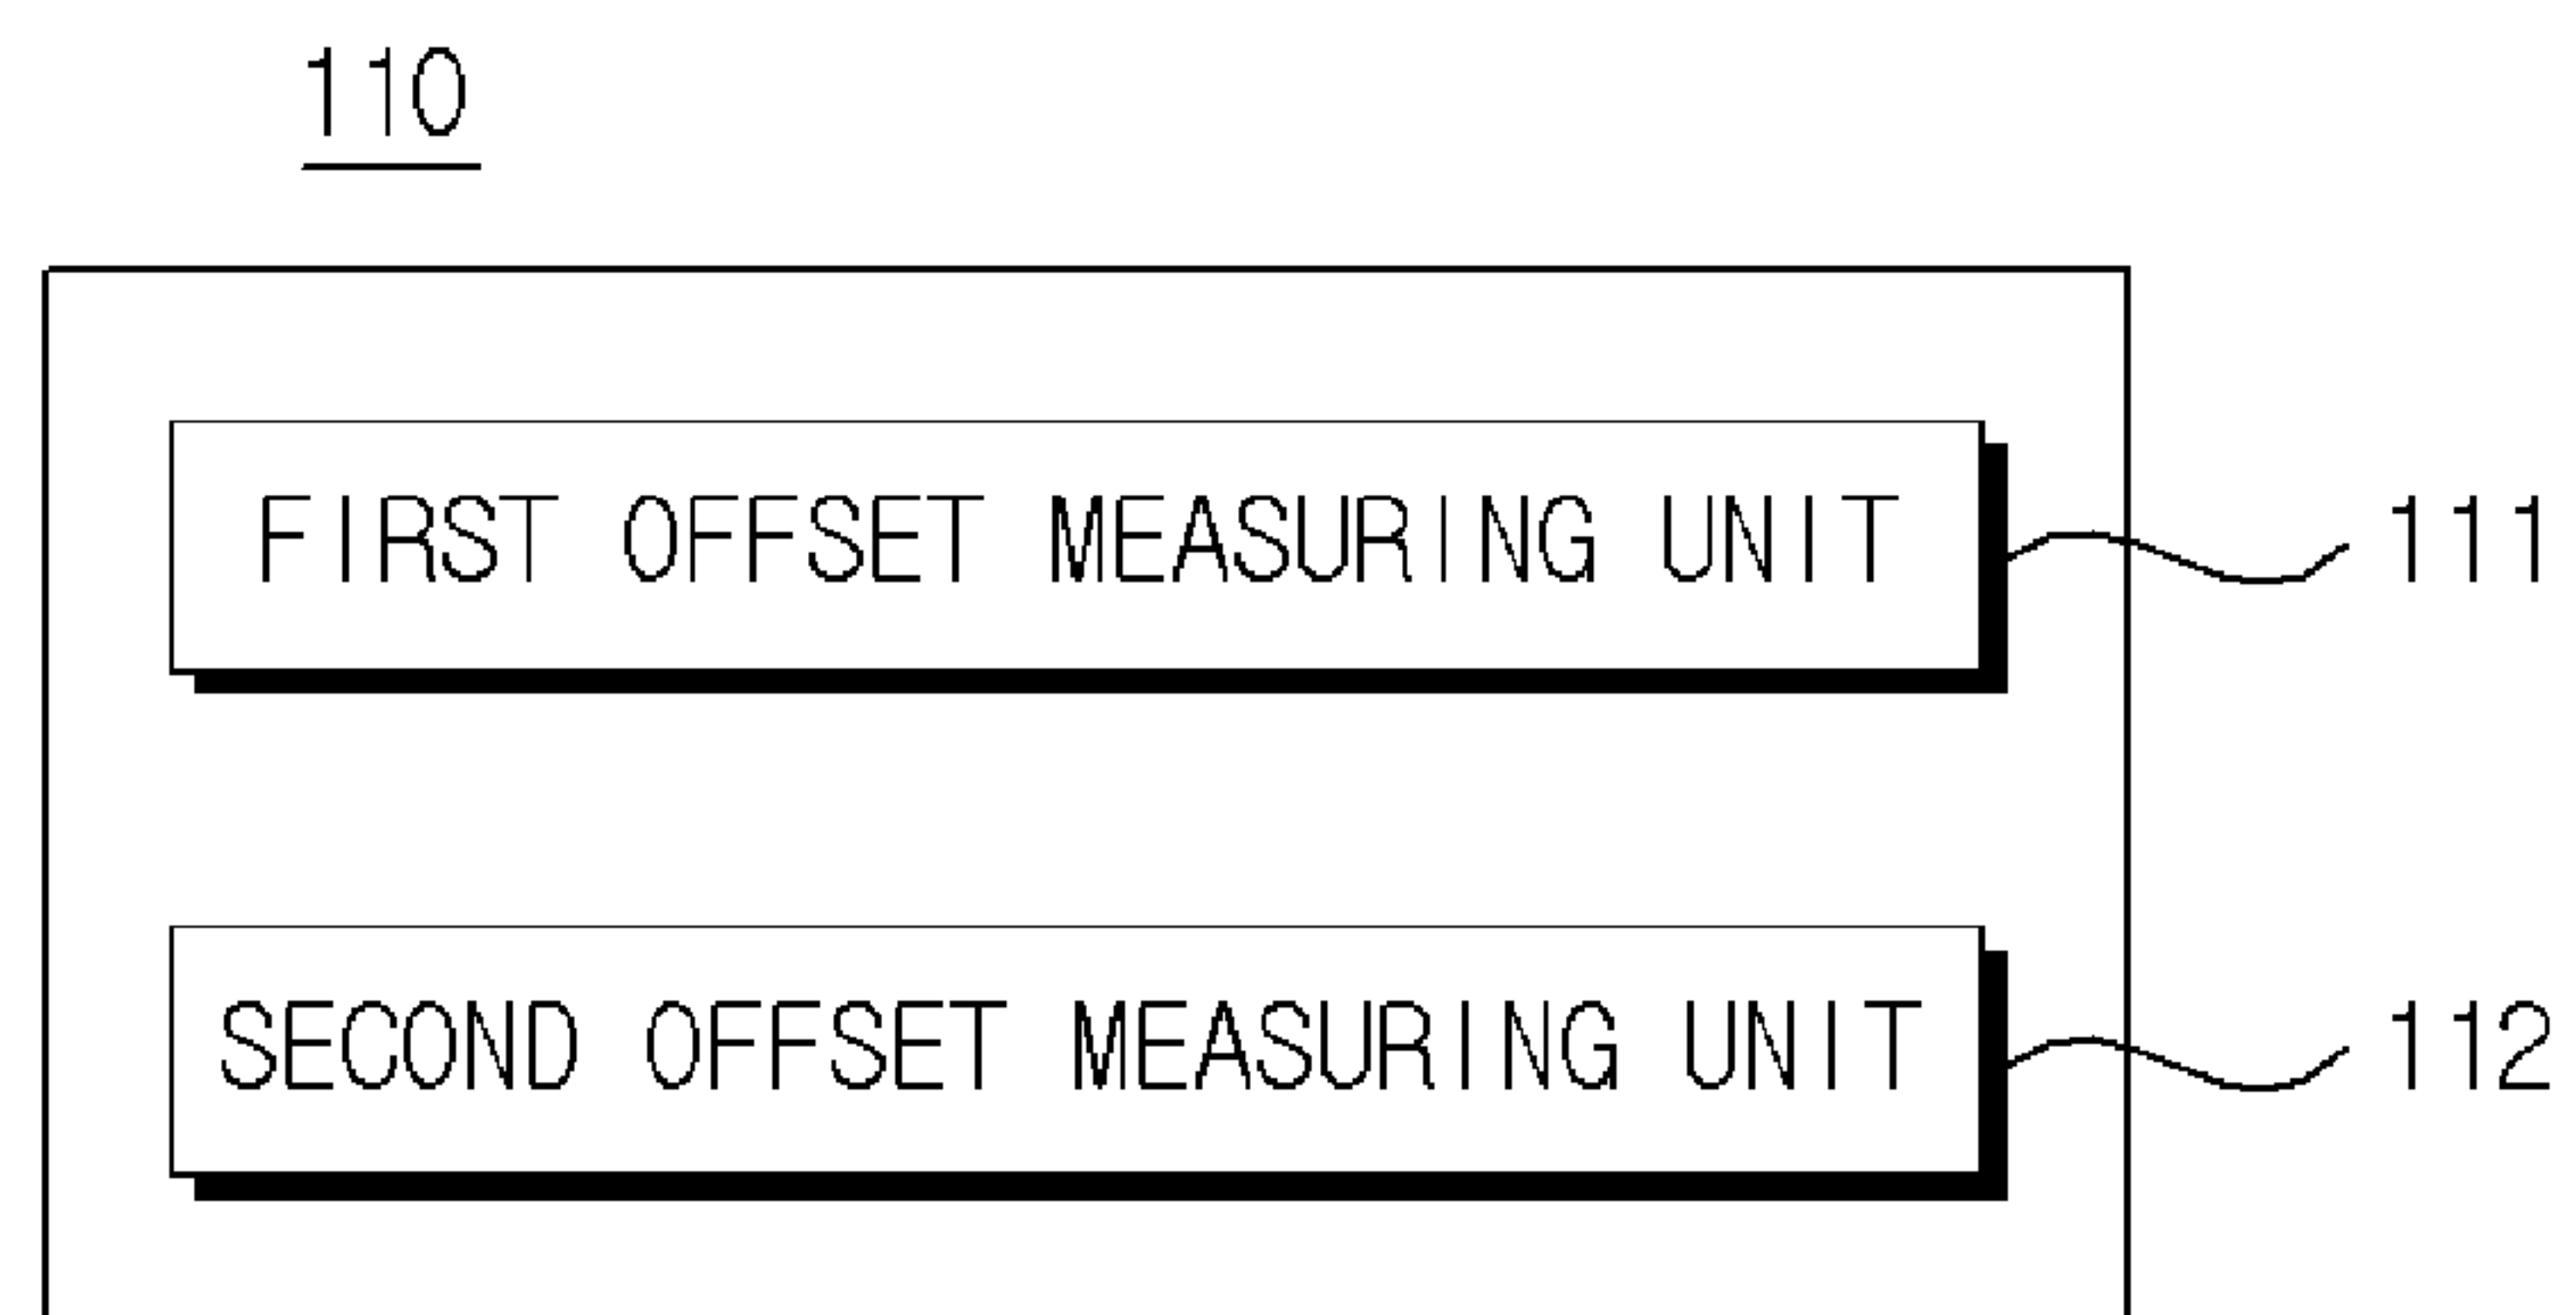 110
FIRST OFFSET MEASURING UNIT 111
SECOND OFFSET MEASURING UNIT 112